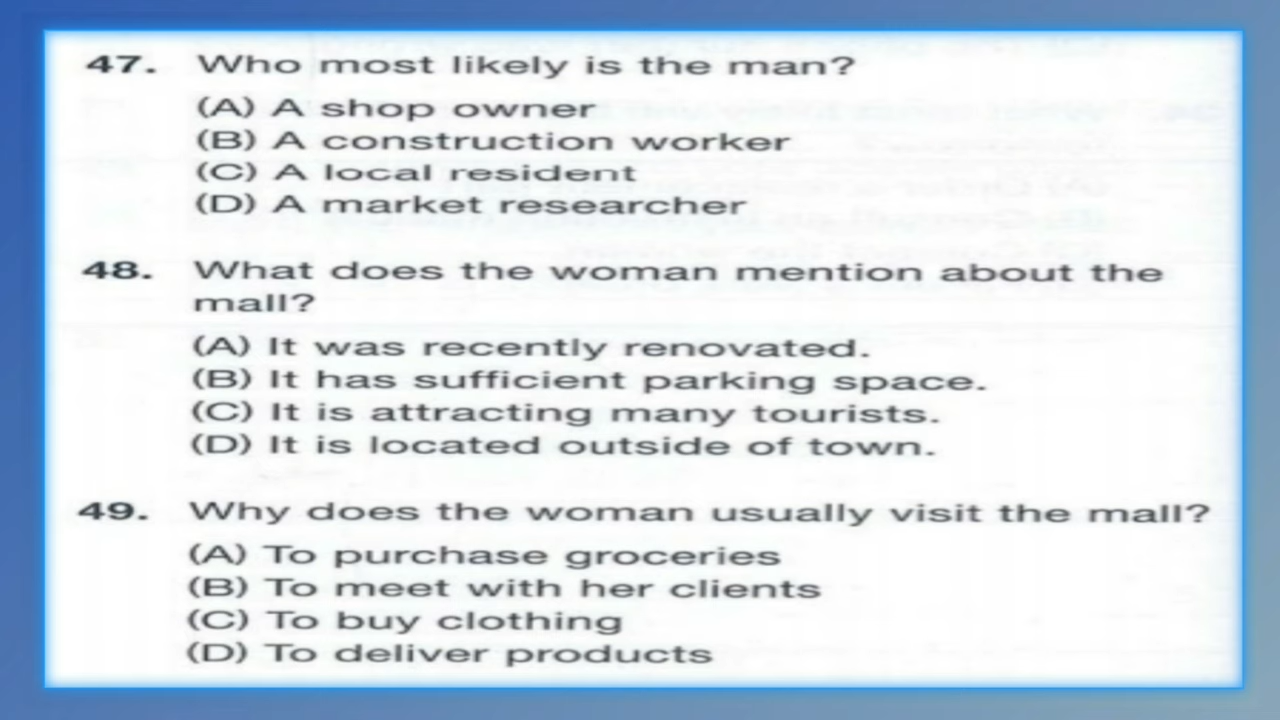 47. Who most likely is the man?
(A) A shop owner
(B) A construction worker
(C) A local resident
(D) A market researcher
48. What does the woman mention about the
mall?
(A) It was recently renovated.
(B) It has sufficient parking space.
(C) It is attracting many tourists.
(D) It is located outside of town.
49. Why does the woman usually visit the mall?
(A) To purchase groceries
(B) To meet with her clients
(C) To buy clothing
(D) To deliver products